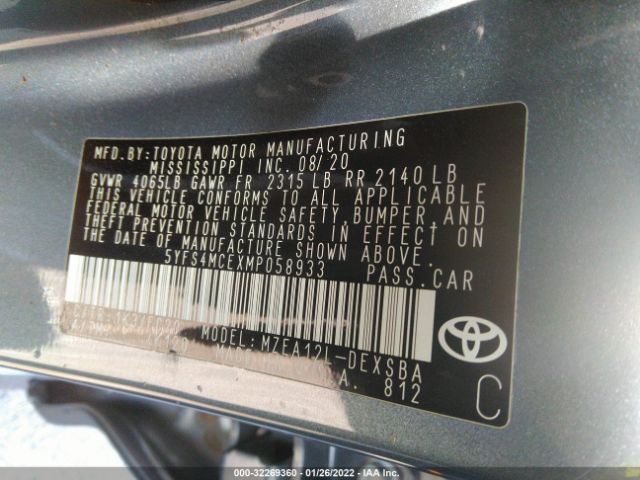 MFD.BY:TOYOTA MOTOR MANUFACTURING
MISSISSIPPI INC. 08/20
GVWR 4065LB GAWR FR 2315 LB RR 2140 LB
THIS VEHICLE CONFORMS TO ALL APPLICABLE
FEDERAL MOTOR VEHICLE SAFETY,BUMPER,AND
THEFT PREVENTION STANDARDS IN EFFECT ON
THE DATE OF MANUFACTURE SHOWN ABOVE.
5YFS4MCEXMP058933 PASS.CAR
MODEL:MZEA12L-DEXSBA
A. 812
C
000-32269360 - 01/26/2022 - IAA Inc.